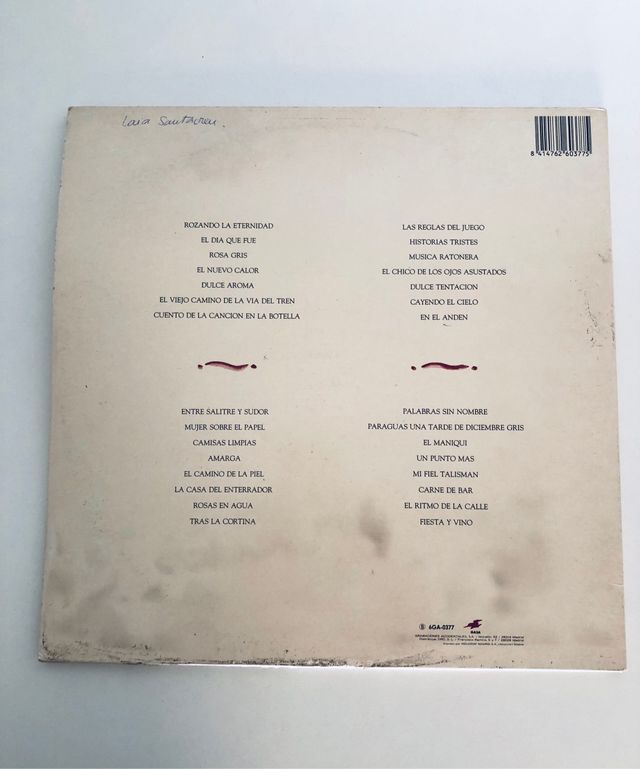 8 414762 603775
ROZANDO LA ETERNIDAD
EL DIA QUE FUE
ROSA GRIS
EL NUEVO CALOR
DULCE AROMA
EL VIEJO CAMINO DE LA VIA DEL TREN
CUENTO DE LA CANCION EN LA BOTELLA
LAS REGLAS DEL JUEGO
HISTORIAS TRISTES
MUSICA RATONERA
EL CHICO DE LOS OJOS ASUSTADOS
DULCE TENTACION
CAYENDO EL CIELO
EN EL ANDEN
ENTRE SALITRE Y SUDOR
MUJER SOBRE EL PAPEL
CAMISAS LIMPIAS
AMARGA
EL CAMINO DE LA PIEL
LA CASA DEL ENTERRADOR
ROSAS EN AGUA
TRAS LA CORTINA
PALABRAS SIN NOMBRE
PARAGUAS UNA TARDE DE DICIEMBRE GRIS
EL MANIQUI
UN PUNTO MAS
MI FIEL TALISMAN
CARNE DE BAR
EL RITMO DE LA CALLE
FIESTA Y VINO
6GA-0377
GASA